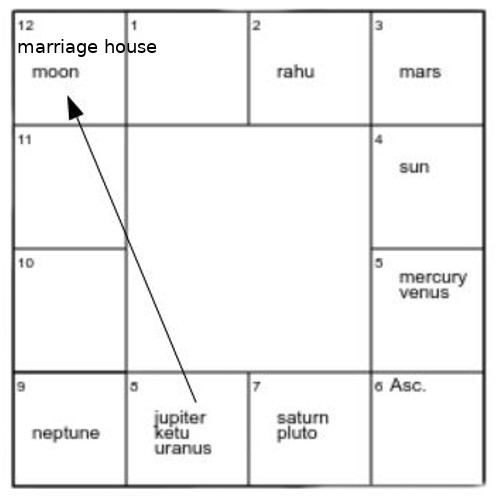 12
marriage house
moon
1
2
rahu
3
mars
11
4
sun
10
5
mercury
venus
9
neptune
8
jupiter
ketu
uranus
7
saturn
pluto
6 Asc.